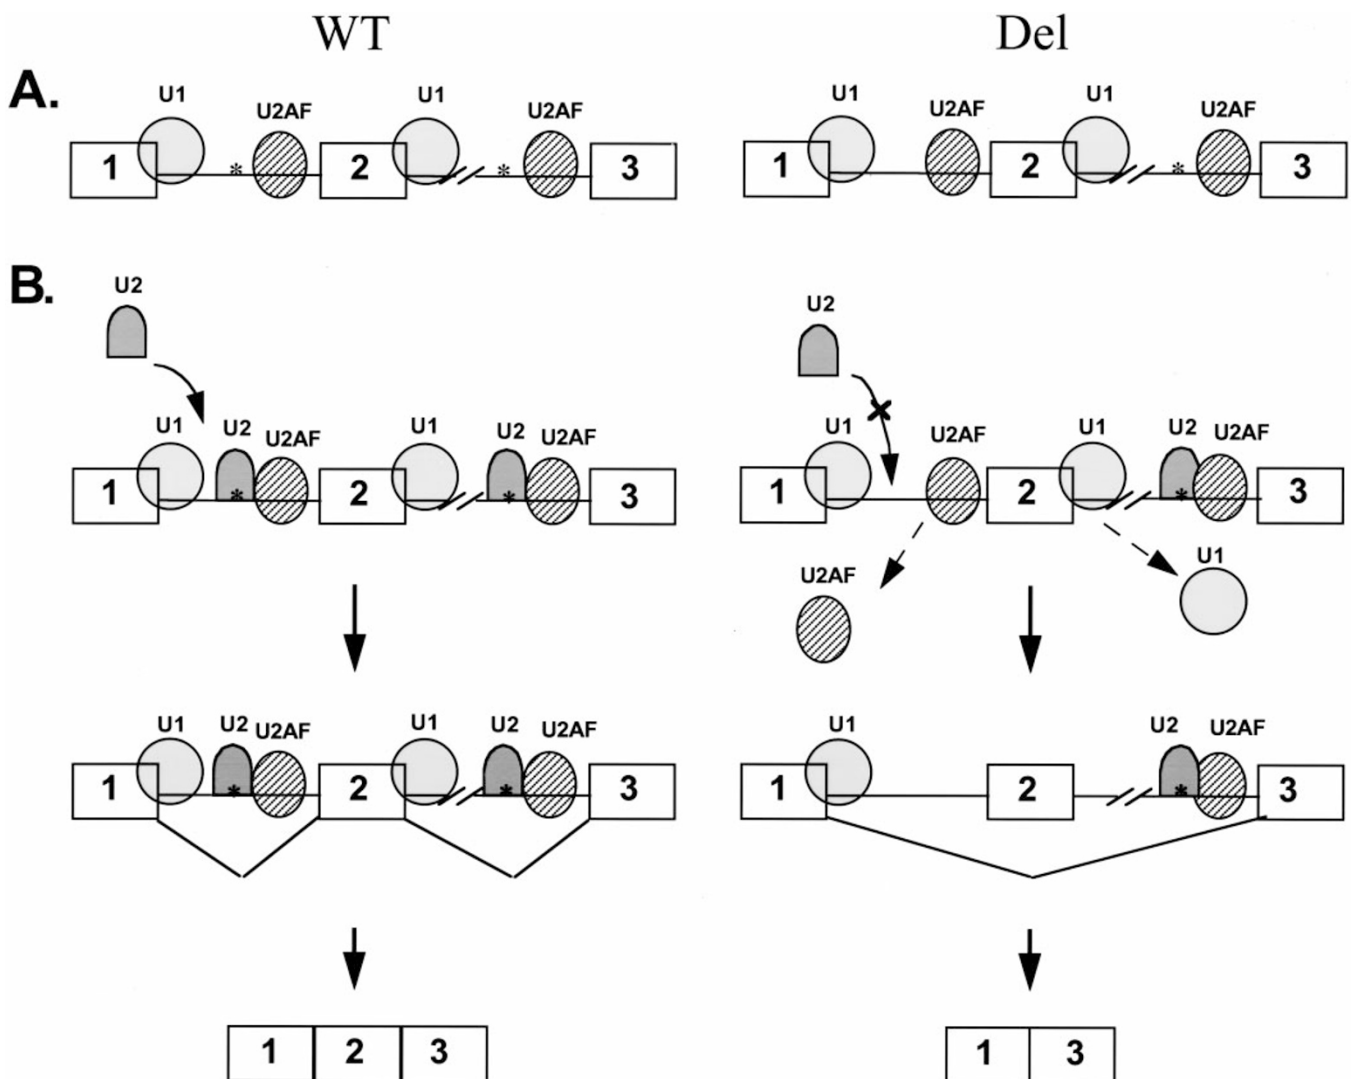 WT Del
A.
U1 U2AF U1 U2AF U1 U2AF U1 U2AF
1 * 2 * 3 1 2 * 3
B.
U2 U2
U1 U2 U2AF U1 U2 U2AF U1 U2AF U1 U2 U2AF
1 * 2 * 3 1 2 * 3
U2AF U1
U1 U2 U2AF U1 U2 U2AF U1 U2 U2AF
1 * 2 * 3 1 2 * 3
1 2 3 1 3